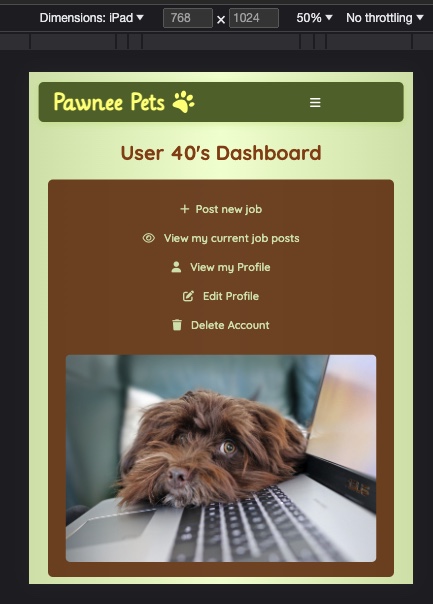 Dimensions: iPad 768 × 1024 50% No throttling
Pawnee Pets
User 40's Dashboard
Post new job
View my current job posts
View my Profile
Edit Profile
Delete Account